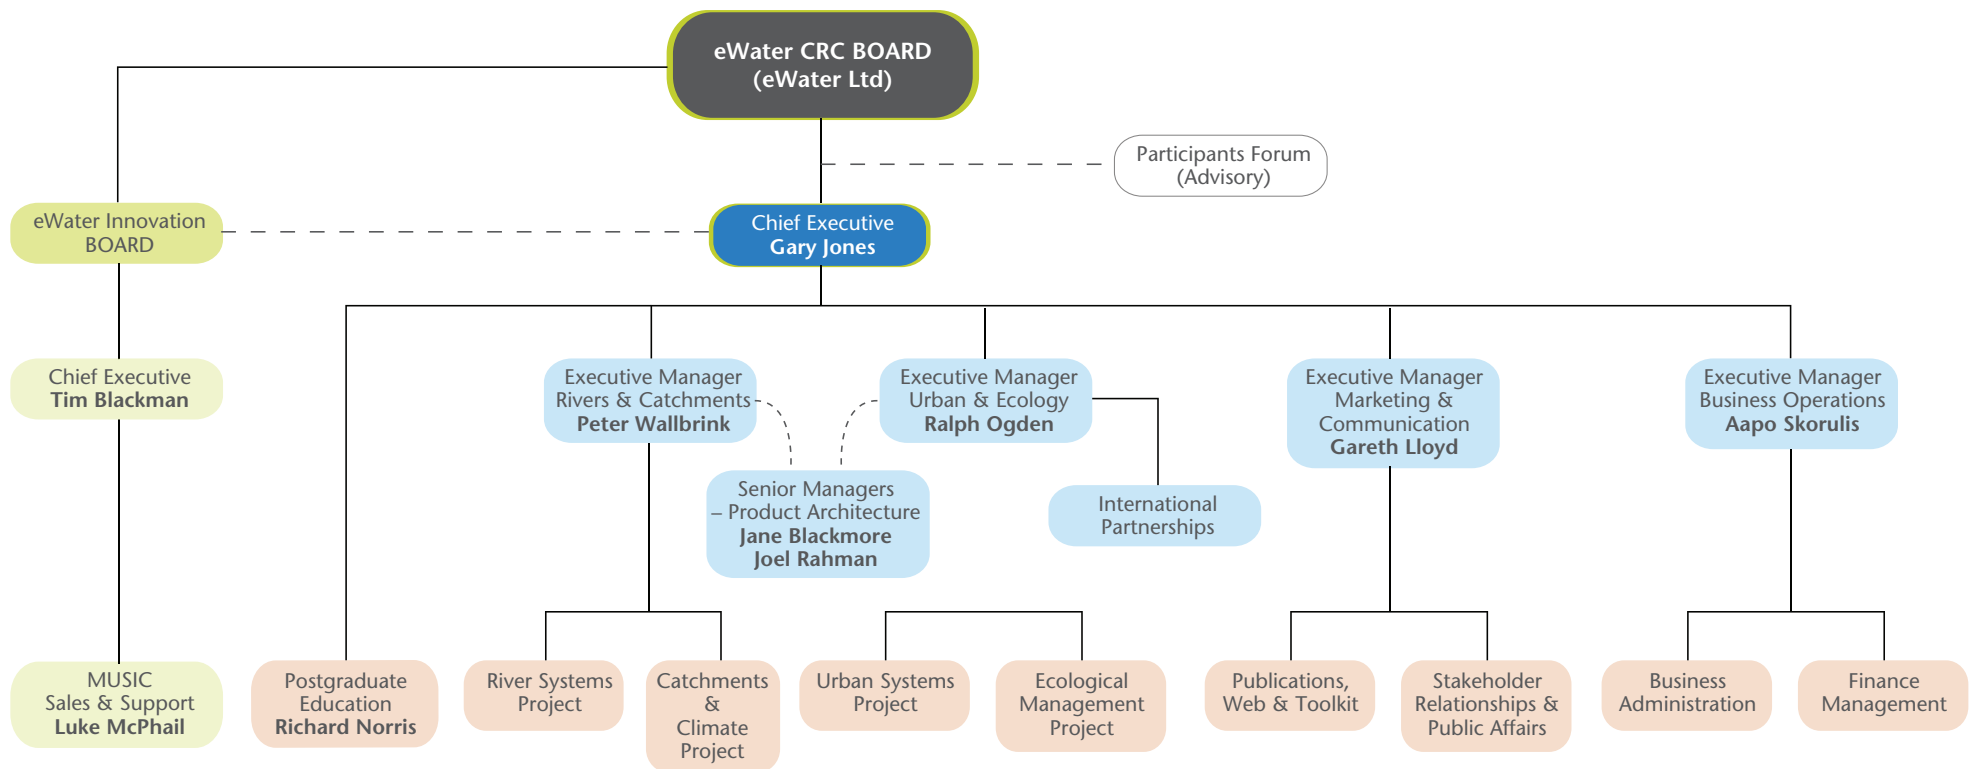 eWater CRC BOARD
(eWater Ltd)
Participants Forum
(Advisory)
eWater Innovation
BOARD
Chief Executive
Gary Jones
Chief Executive
Tim Blackman
Executive Manager
Rivers & Catchments
Peter Wallbrink
Executive Manager
Urban & Ecology
Ralph Ogden
Executive Manager
Marketing &
Communication
Gareth Lloyd
Executive Manager
Business Operations
Aapo Skorulis
Senior Managers
– Product Architecture
Jane Blackmore
Joel Rahman
International
Partnerships
MUSIC
Sales & Support
Luke McPhail
Postgraduate
Education
Richard Norris
River Systems
Project
Catchments
&
Climate
Project
Urban Systems
Project
Ecological
Management
Project
Publications,
Web & Toolkit
Stakeholder
Relationships &
Public Affairs
Business
Administration
Finance
Management